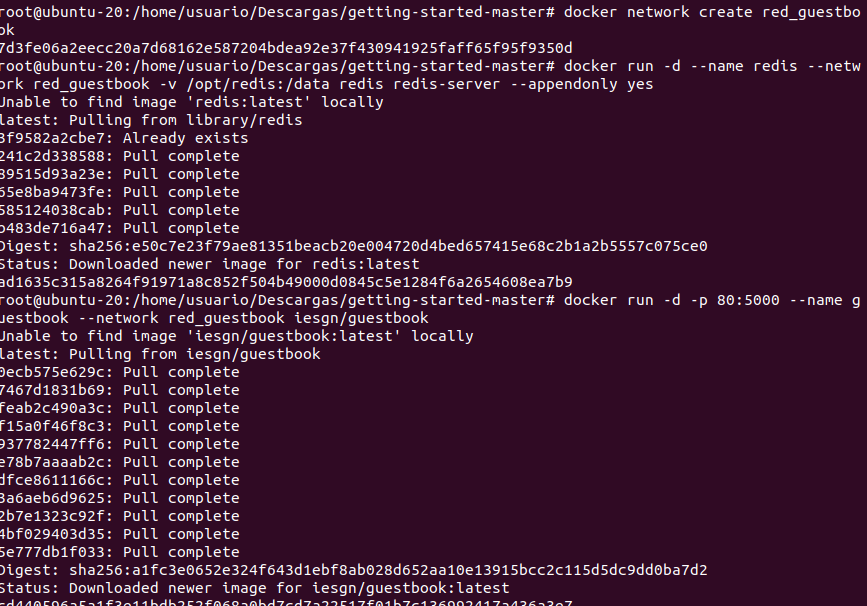 root@ubuntu-20:/home/usuario/Descargas/getting-started-master# docker network create red_guestbo
ok
7d3fe06a2eecc20a7d68162e587204bdea92e37f430941925faff65f95f9350d
root@ubuntu-20:/home/usuario/Descargas/getting-started-master# docker run -d --name redis --netw
ork red_guestbook -v /opt/redis:/data redis redis-server --appendonly yes
Unable to find image 'redis:latest' locally
latest: Pulling from library/redis
3f9582a2cbe7: Already exists
241c2d338588: Pull complete
89515d93a23e: Pull complete
65e8ba9473fe: Pull complete
585124038cab: Pull complete
b483de716a47: Pull complete
Digest: sha256:e50c7e23f79ae81351beacb20e004720d4bed657415e68c2b1a2b5557c075ce0
Status: Downloaded newer image for redis:latest
ad1635c315a8264f91971a8c852f504b49000d0845c5e1284f6a2654608ea7b9
root@ubuntu-20:/home/usuario/Descargas/getting-started-master# docker run -d -p 80:5000 --name g
uestbook --network red_guestbook iesgn/guestbook
Unable to find image 'iesgn/guestbook:latest' locally
latest: Pulling from iesgn/guestbook
0ecb575e629c: Pull complete
7467d1831b69: Pull complete
feab2c490a3c: Pull complete
f15a0f46f8c3: Pull complete
937782447ff6: Pull complete
e78b7aaaab2c: Pull complete
dfce8611166c: Pull complete
3a6aeb6d9625: Pull complete
2b7e1323c92f: Pull complete
4bf029403d35: Pull complete
5e777db1f033: Pull complete
Digest: sha256:a1fc3e0652e324f643d1ebf8ab028d652aa10e13915bcc2c115d5dc9dd0ba7d2
Status: Downloaded newer image for iesgn/guestbook:latest